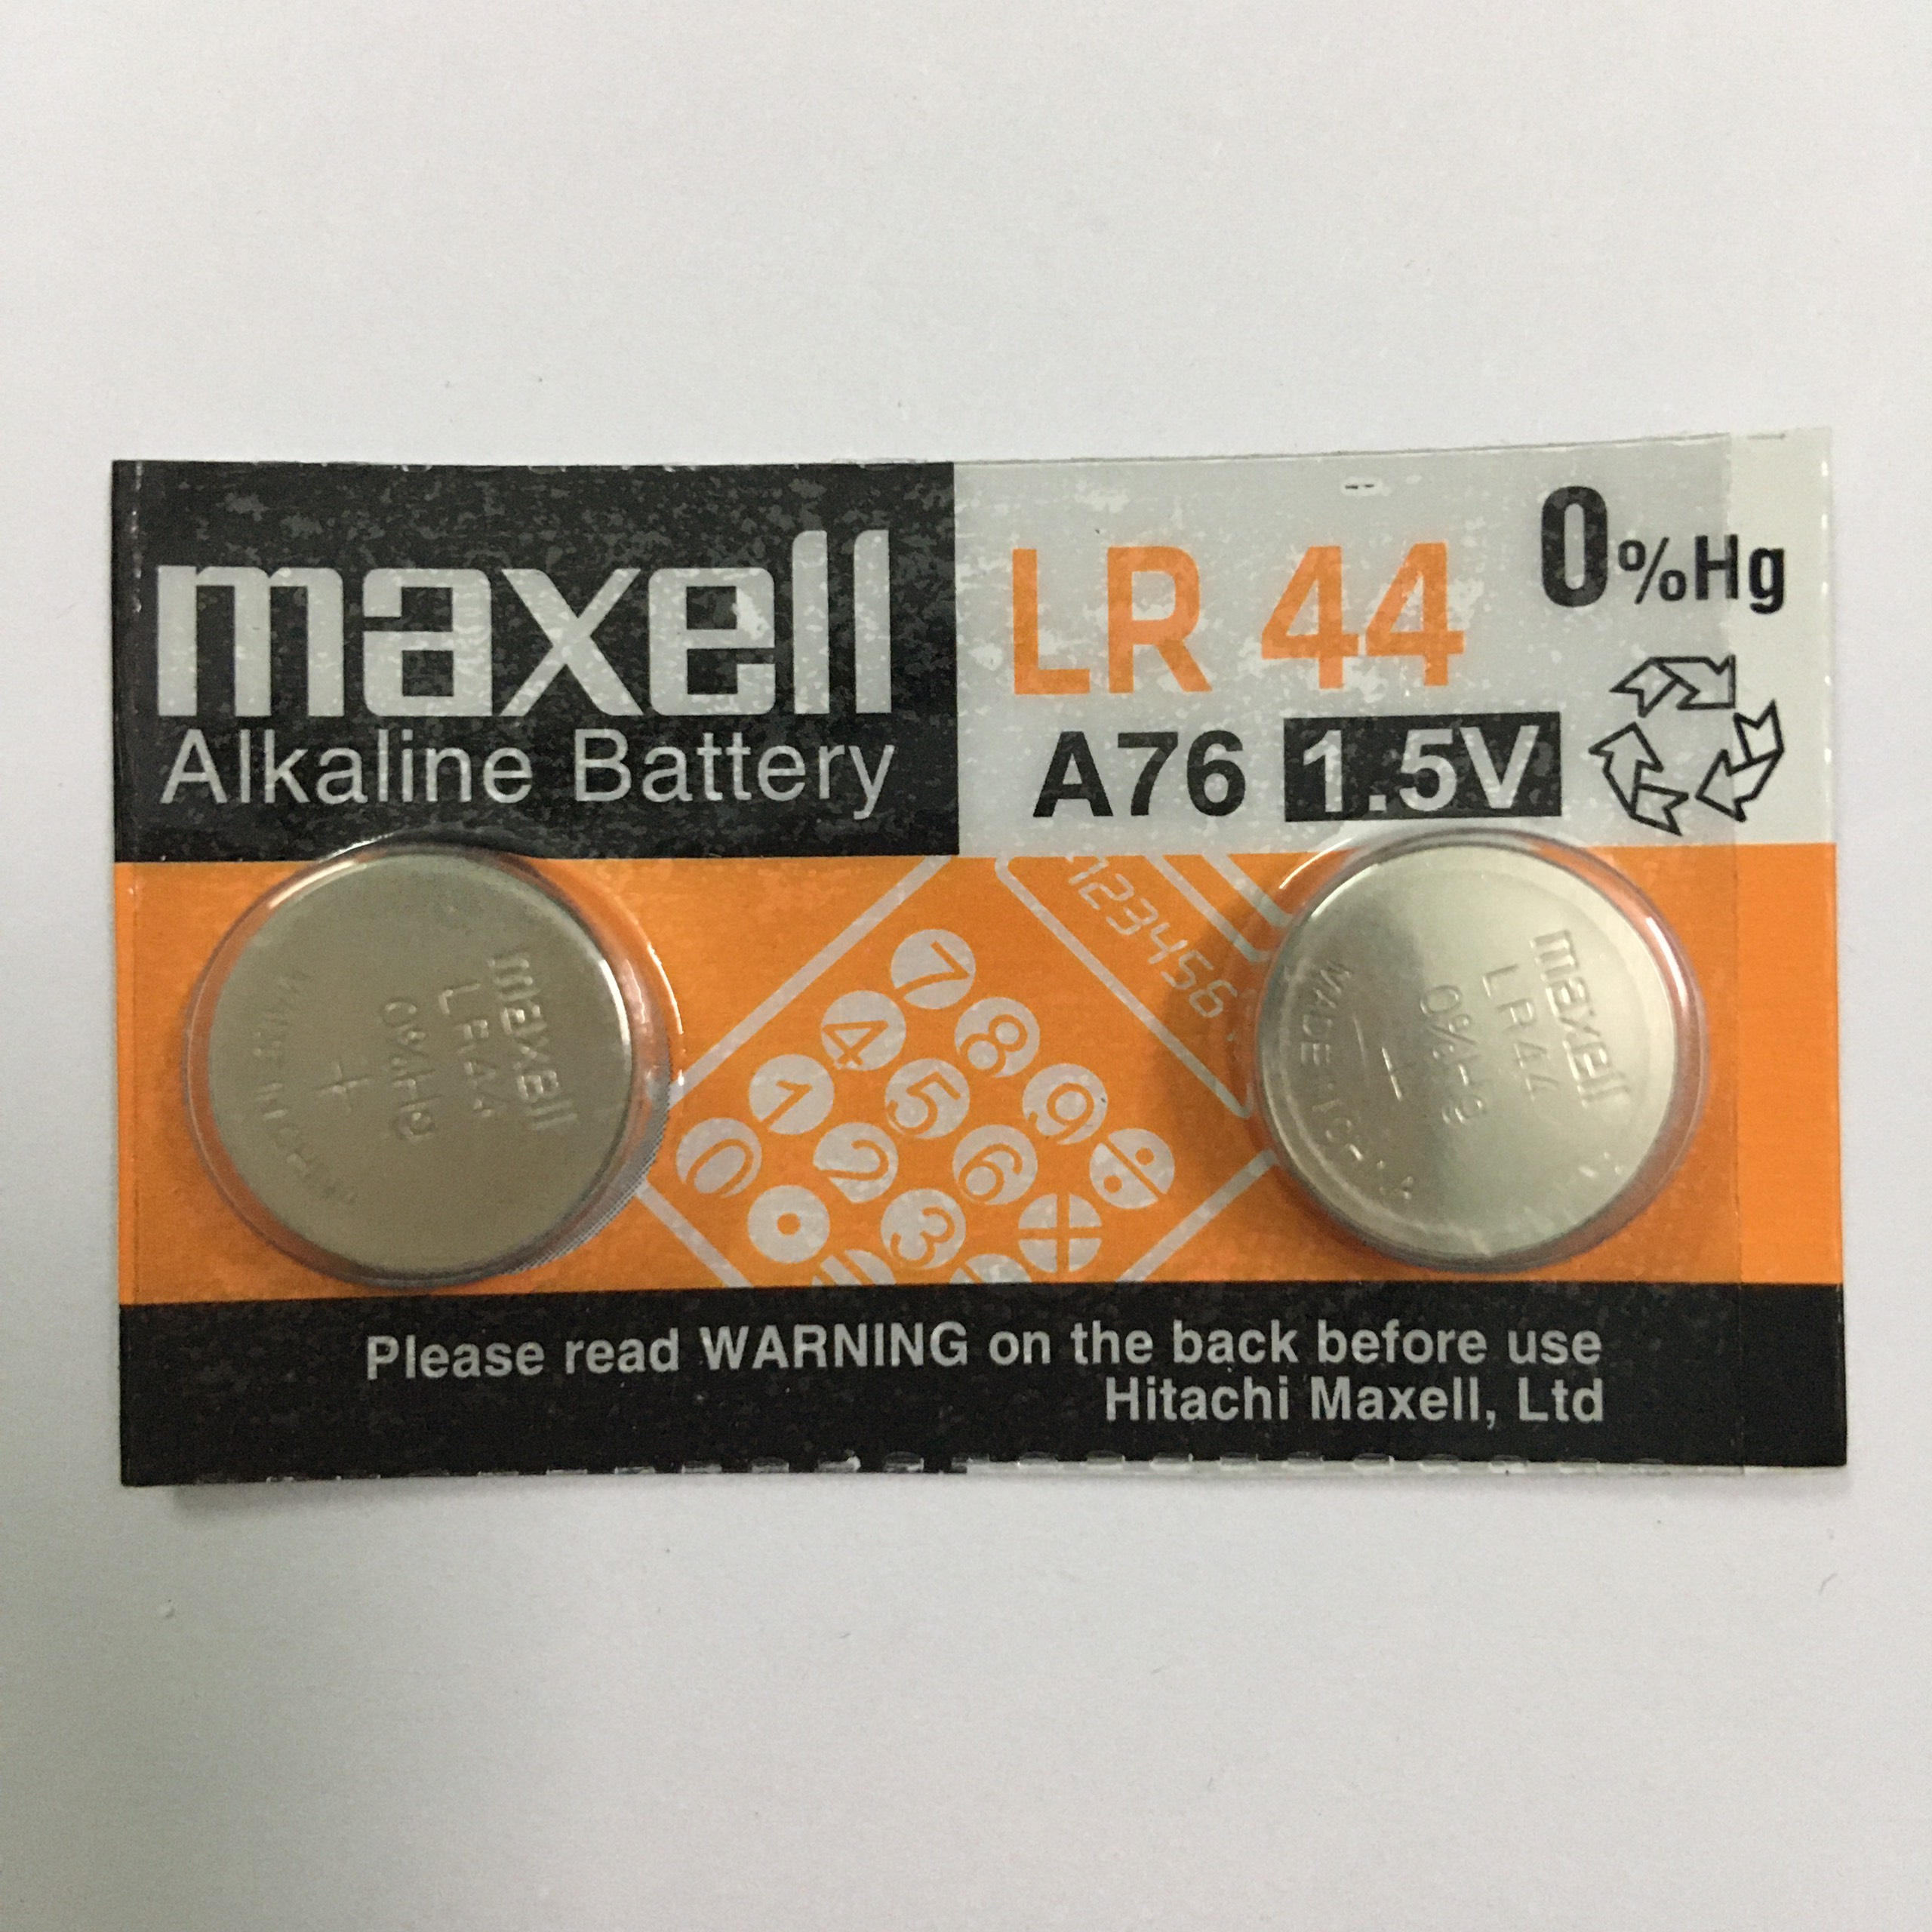 maxell
Alkaline Battery
LR 44
A76 1.5V
0%Hg
maxell
LR44
0%Hg
+
123456
7
4 8
1 5 9
0 2 6 ÷
• 3 +
maxell
LR44
0%Hg
MADE
Please read WARNING on the back before use
Hitachi Maxell, Ltd